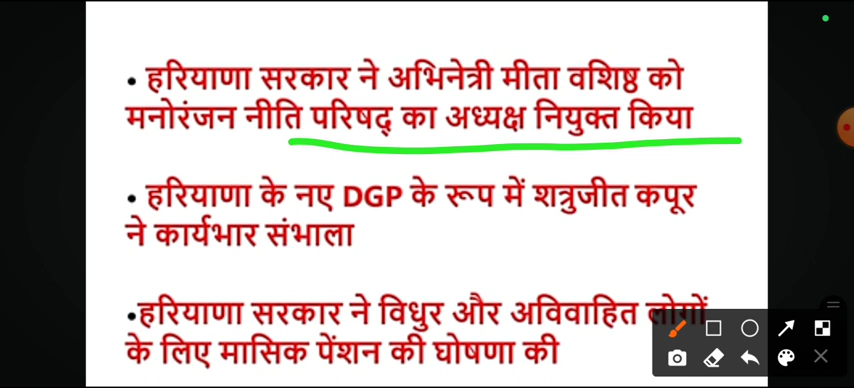 • हरियाणा सरकार ने अभिनेत्री मीता वशिष्ठ को
मनोरंजन नीति परिषद् का अध्यक्ष नियुक्त किया
• हरियाणा के नए DGP के रूप में शत्रुजीत कपूर
ने कार्यभार संभाला
•हरियाणा सरकार ने विधुर और अविवाहित लोगों
के लिए मासिक पेंशन की घोषणा की